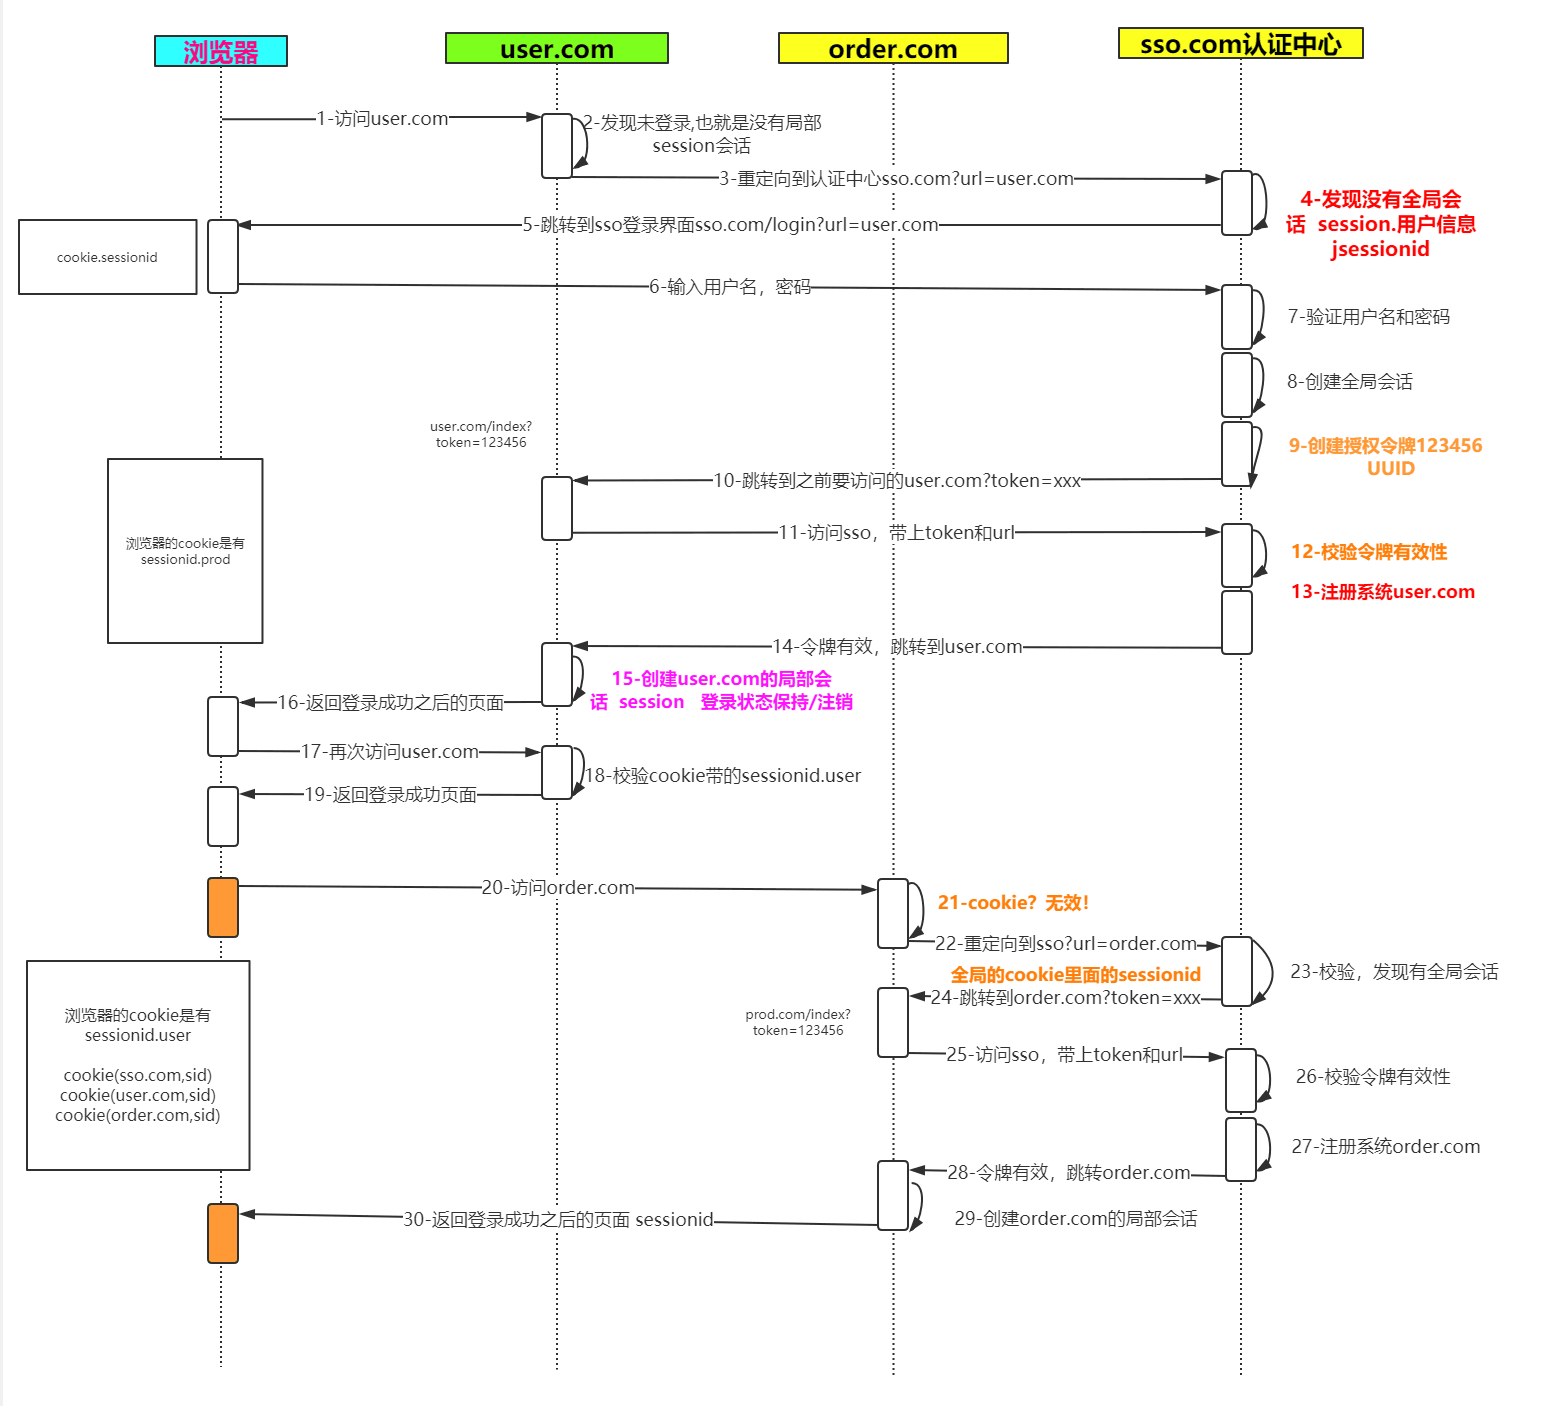 浏览器
user.com
order.com
sso.com认证中心
1-访问user.com
2-发现未登录,也就是没有局部
session会话
3-重定向到认证中心sso.com?url=user.com
4-发现没有全局会
话  session.用户信息
jsessionid
5-跳转到sso登录界面sso.com/login?url=user.com
cookie.sessionid
6-输入用户名，密码
7-验证用户名和密码
8-创建全局会话
user.com/index?
token=123456
9-创建授权令牌123456
UUID
10-跳转到之前要访问的user.com?token=xxx
11-访问sso，带上token和url
浏览器的cookie是有
sessionid.prod
12-校验令牌有效性
13-注册系统user.com
14-令牌有效，跳转到user.com
15-创建user.com的局部会
话  session   登录状态保持/注销
16-返回登录成功之后的页面
17-再次访问user.com
18-校验cookie带的sessionid.user
19-返回登录成功页面
20-访问order.com
21-cookie？无效！
22-重定向到sso?url=order.com
23-校验，发现有全局会话
全局的cookie里面的sessionid
24-跳转到order.com?token=xxx
prod.com/index?
token=123456
浏览器的cookie是有
sessionid.user
cookie(sso.com,sid)
cookie(user.com,sid)
cookie(order.com,sid)
25-访问sso，带上token和url
26-校验令牌有效性
27-注册系统order.com
28-令牌有效，跳转order.com
29-创建order.com的局部会话
30-返回登录成功之后的页面 sessionid